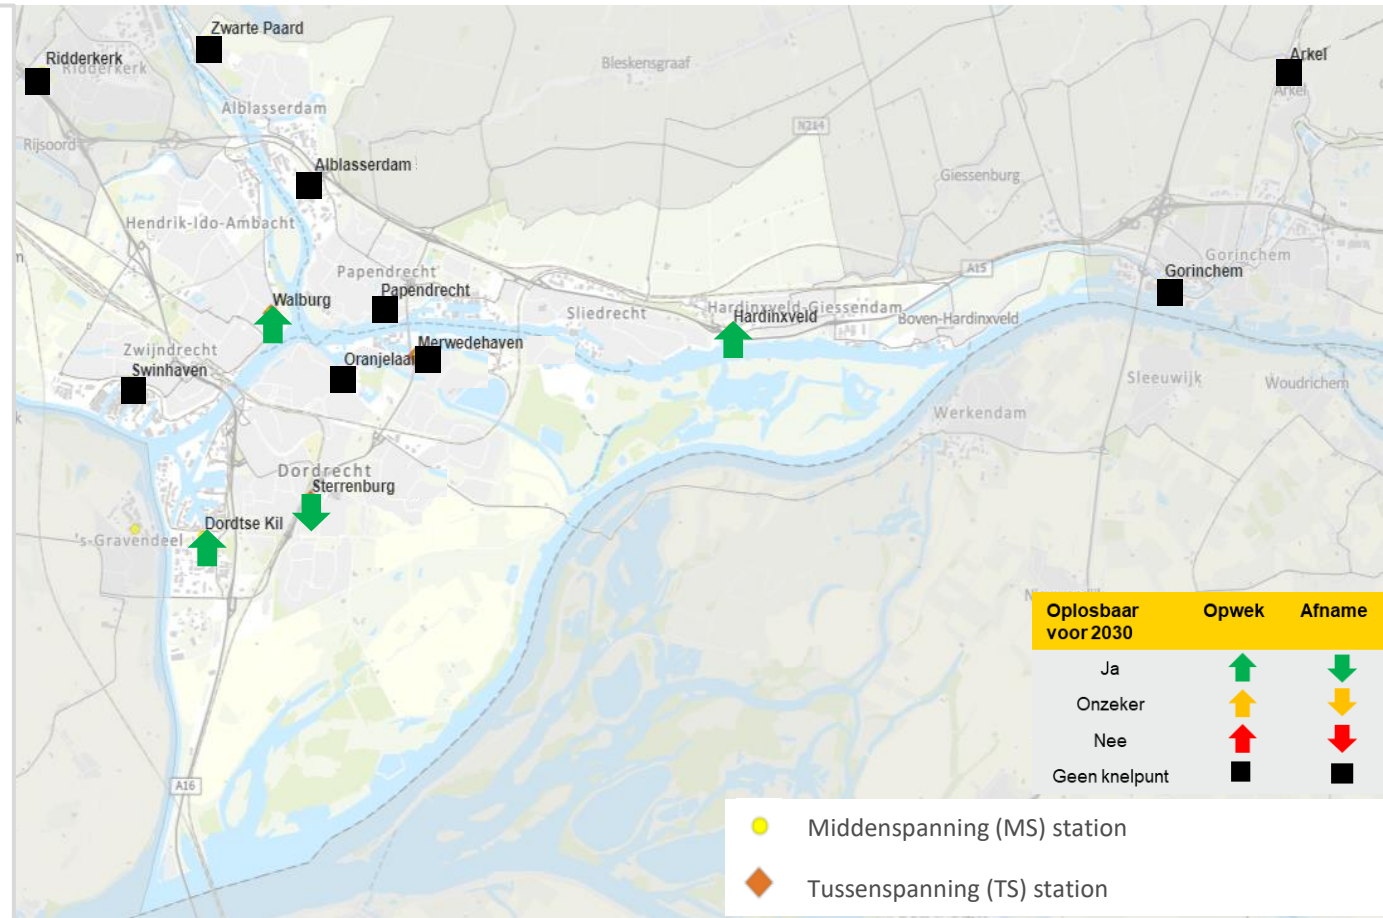 Zwarte Paard
Ridderkerk
Ridderkerk
Bleskensgraaf
Arkel
Arkel
Alblasserdam
N214
Rijsoord
Alblasserdam
Giessenburg
Hendrik-Ido-Ambacht
Gorinchem
A15
Gorinchem
Papendrecht
Papendrecht
Walburg
Hardinxveld-Giessendam
Hardinxveld
Boven-Hardinxveld
Sliedrecht
Merwedehaven
Zwijndrecht
Oranjelaa
Swinhaven
Sleeuwijk
Woudrichem
Werkendam
Dordrecht
Sterrenburg
Dordtse Kil
's-Gravendeel
A16
Oplosbaar Opwek Afname
voor 2030
Ja
Onzeker
Nee
Geen knelpunt
Middenspanning (MS) station
Tussenspanning (TS) station